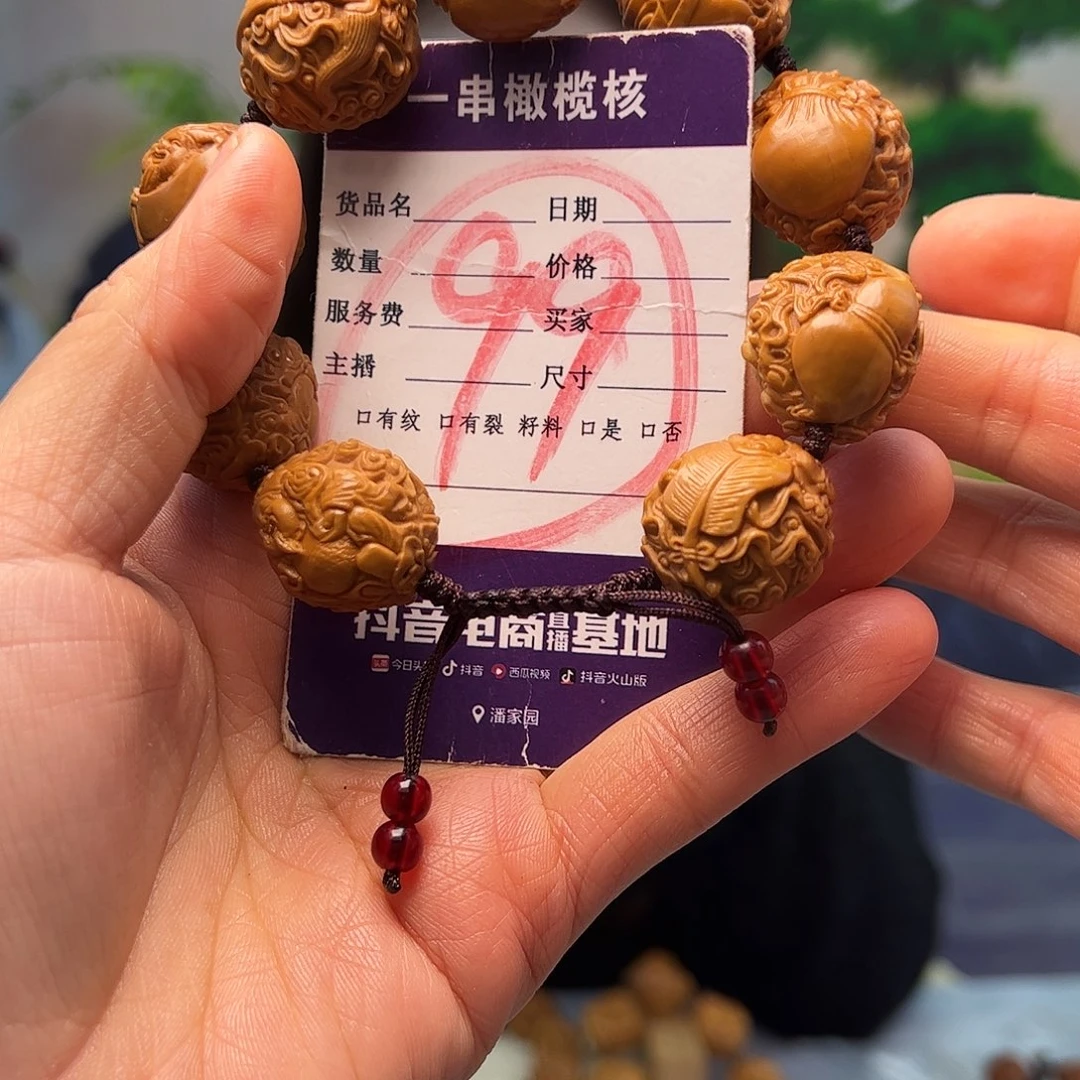 一串橄榄核
货品名 日期
数量 价格
服务费 买家
主播 尺寸
99
口有纹 口有裂 籽料 口是 口否
抖音电商直播基地
今日头 抖音 西瓜视频 抖音火山版
潘家园